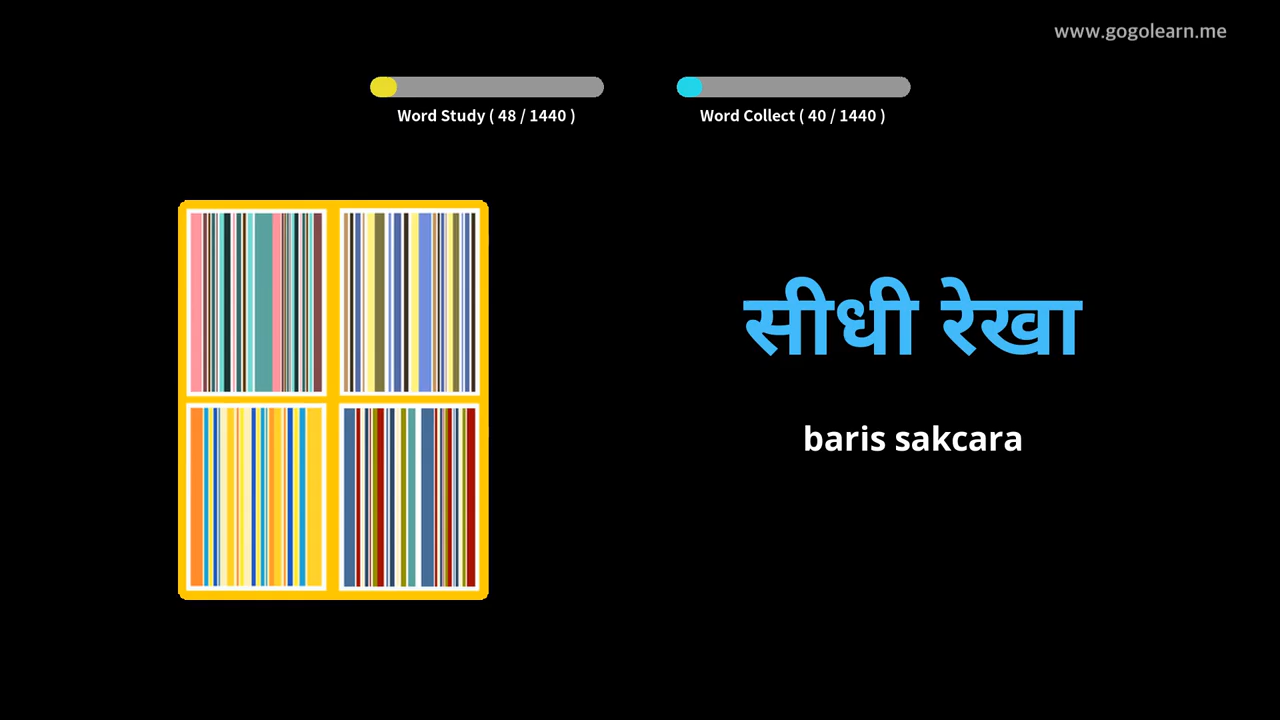 www.gogolearn.me
Word Study ( 48 / 1440 )
Word Collect ( 40 / 1440 )
सीधी रेखा
baris sakcara